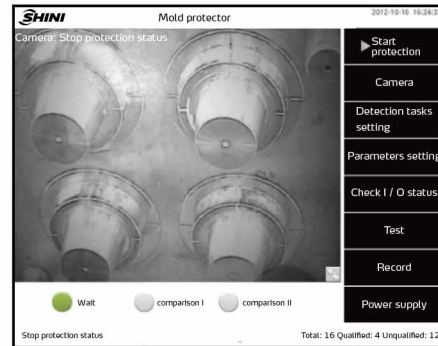 SHINI
Mold protector
2012-10-16 16:24:3
Camera: Stop protection status
Start
protection
Camera
Detection tasks
setting
Parameters setting
Check I / O status
Test
Record
Power supply
Wait
comparison I
comparison II
Stop protection status
Total: 16 Qualified: 4 Unqualified: 12